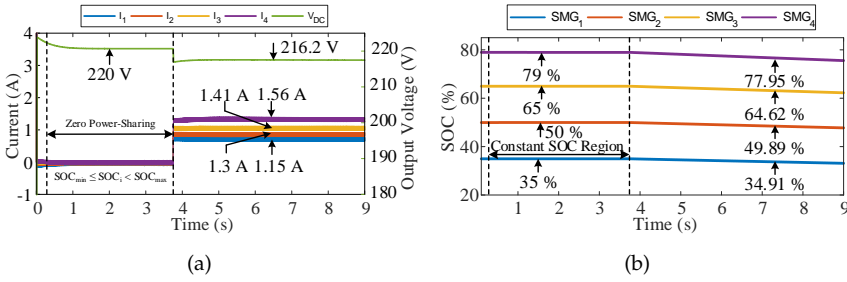 I1 I2 I3 I4 VDC
4
3
2
1
0
-1
Current (A)
220 V
216.2 V
1.41 A 1.56 A
Zero Power-Sharing
1.3 A 1.15 A
SOCmin ≤ SOCi < SOCmax
220
210
200
190
180
Output Voltage (V)
0 1 2 3 4 5 6 7 8 9
Time (s)
(a)
SMG1 SMG2 SMG3 SMG4
80
60
40
20
SOC (%)
79 %
77.95 %
65 %
64.62 %
50 %
49.89 %
Constant SOC Region
35 %
34.91 %
1 2 3 4 5 6 7 8 9
Time (s)
(b)